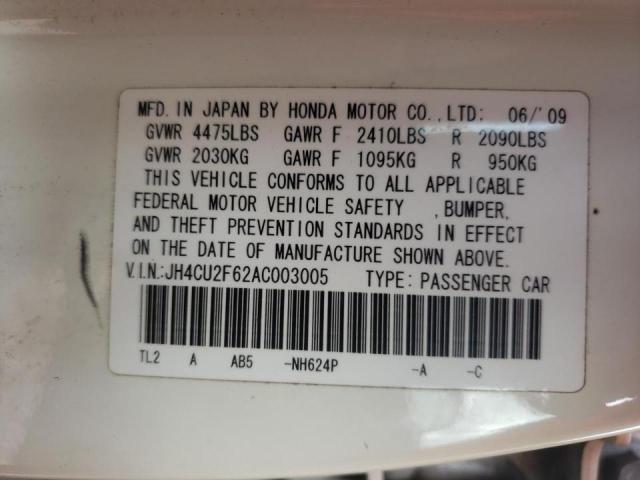 MFD. IN JAPAN BY HONDA MOTOR CO., LTD: 06/'09
GVWR 4475LBS GAWR F 2410LBS R 2090LBS
GVWR 2030KG GAWR F 1095KG R 950KG
THIS VEHICLE CONFORMS TO ALL APPLICABLE
FEDERAL MOTOR VEHICLE SAFETY , BUMPER,
AND THEFT PREVENTION STANDARDS IN EFFECT
ON THE DATE OF MANUFACTURE SHOWN ABOVE.
V.I.N.:JH4CU2F62AC003005 TYPE: PASSENGER CAR
TL2 A AB5 -NH624P -A -C